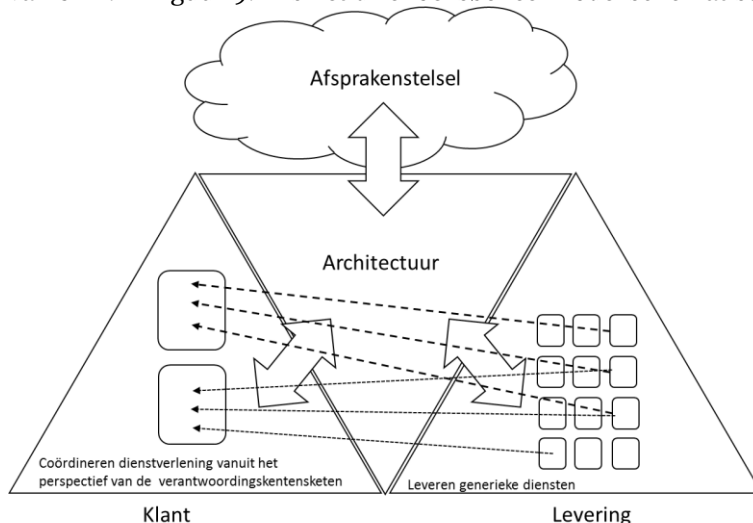 Afsprakenstelsel
Architectuur
Coördineren dienstverlening vanuit het
perspectief van de verantwoordingskentensketen
Leveren generieke diensten
Klant
Levering